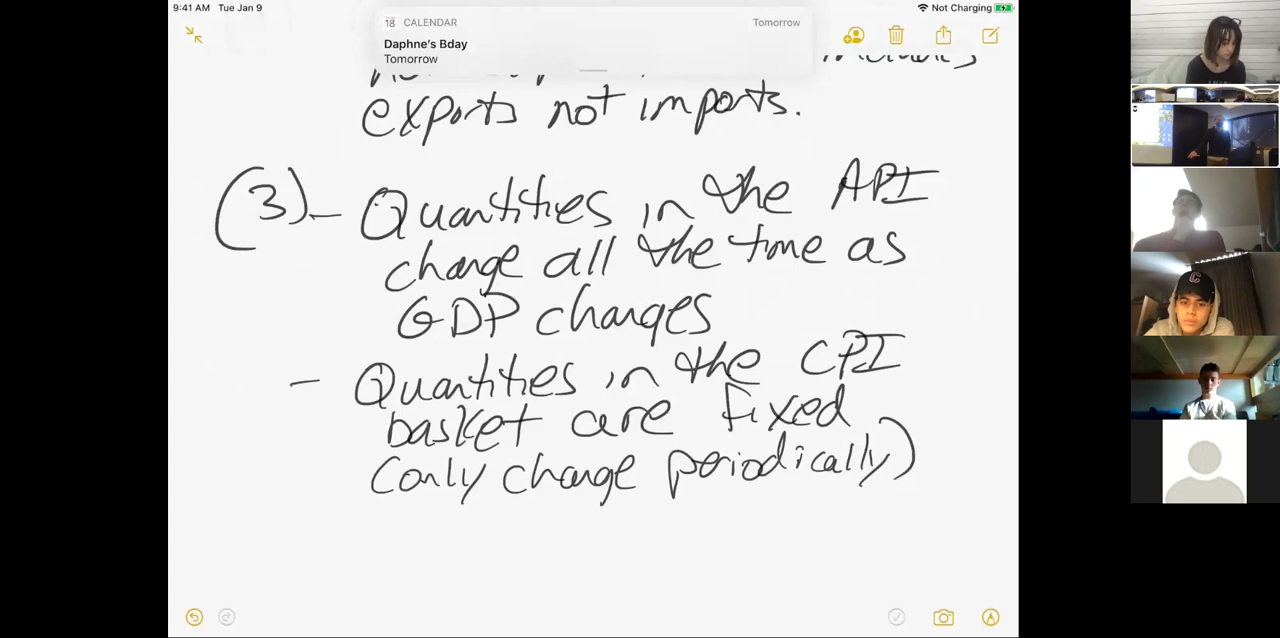 9:41 AM Tue Jan 9
Not Charging
CALENDAR
Tomorrow
Daphne's Bday
Tomorrow
exports not imports.
(3)- Quantities in the API
change all the time as
GDP changes
- Quantities in the CPI
basket are fixed
(only change periodically)